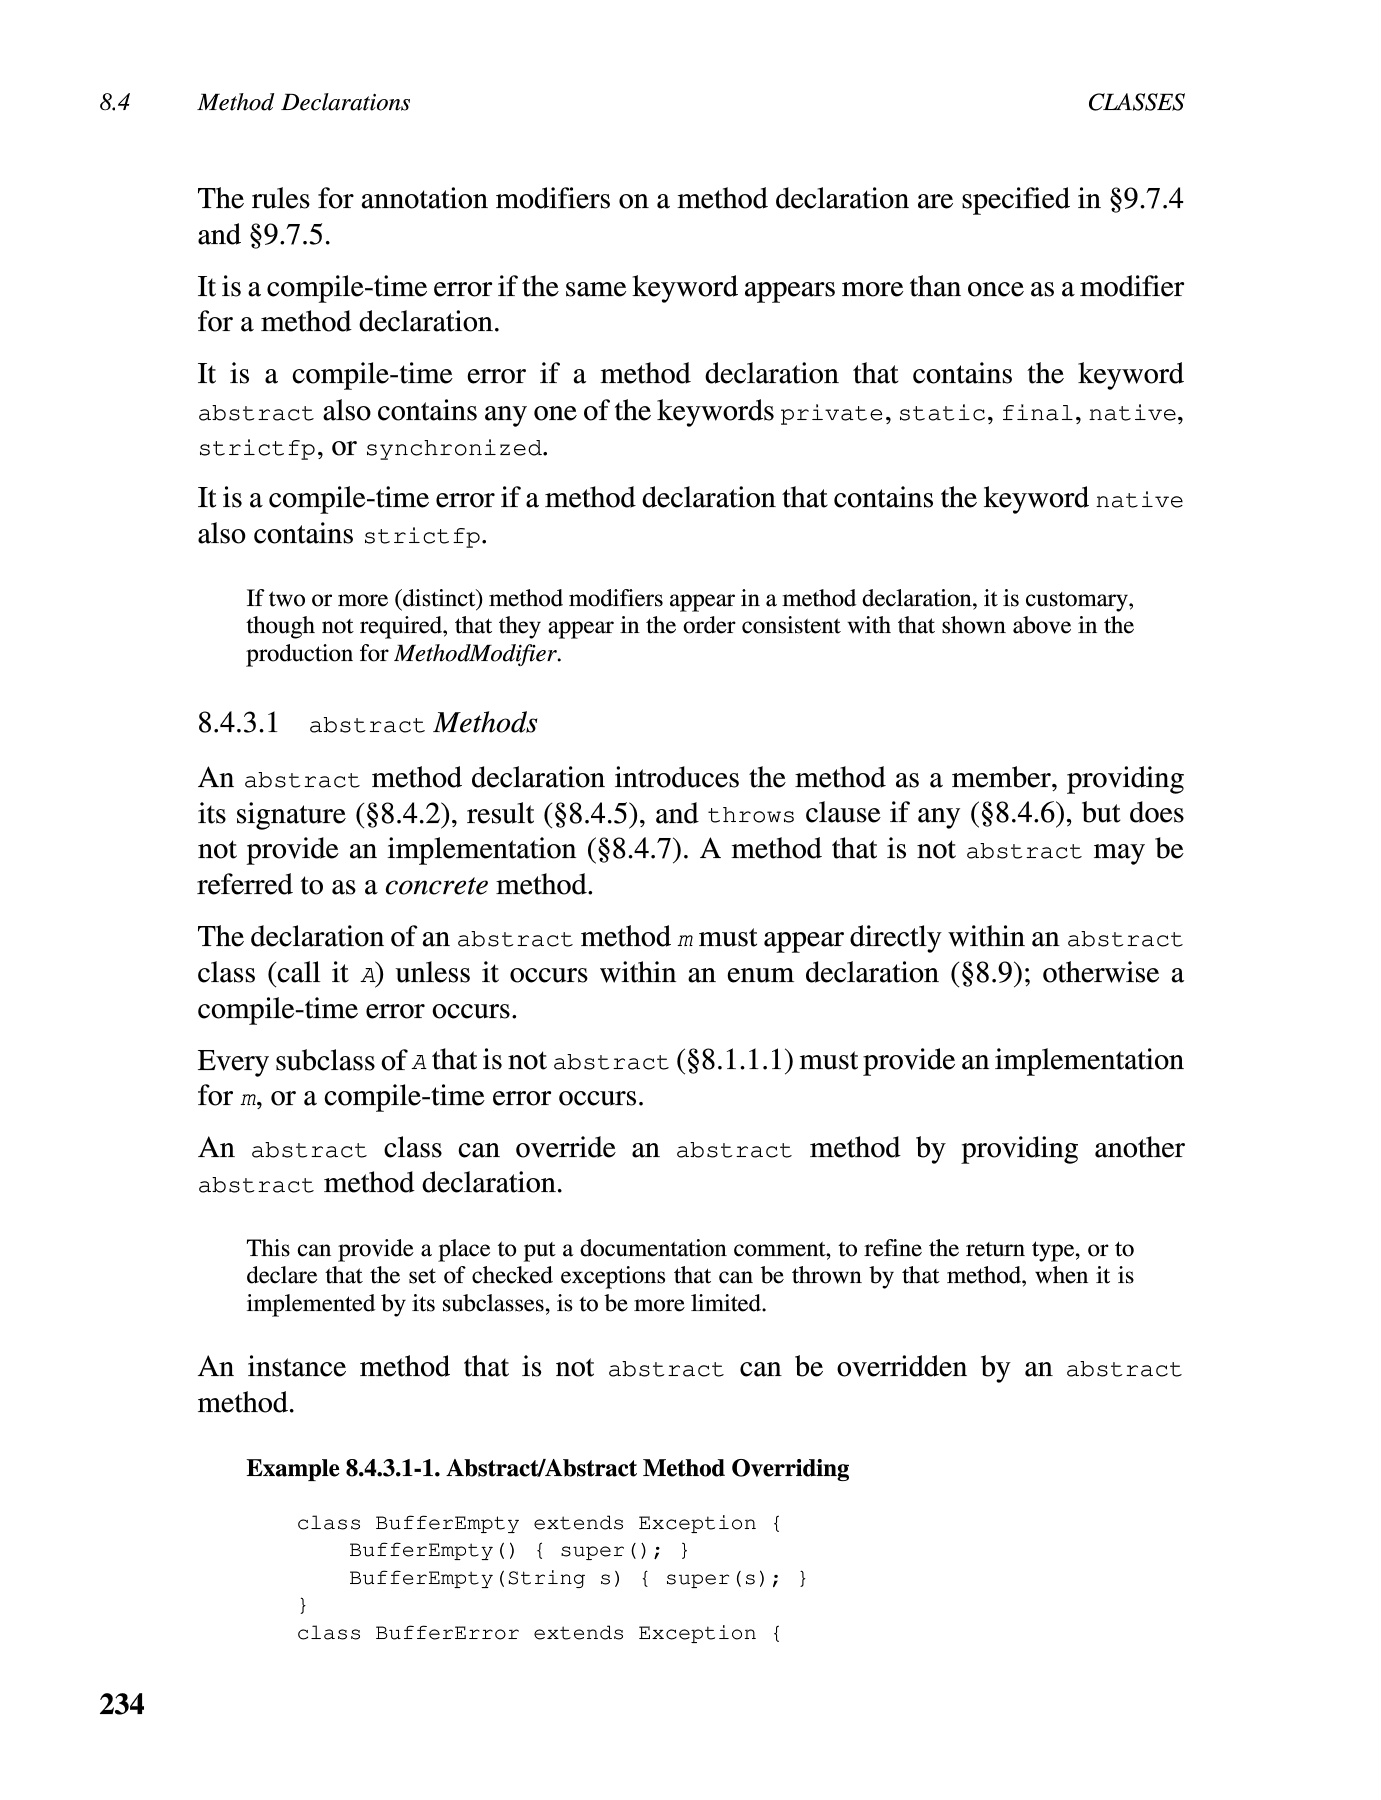 8.4 Method Declarations CLASSES
The rules for annotation modifiers on a method declaration are specified in §9.7.4
and §9.7.5.
It is a compile-time error if the same keyword appears more than once as a modifier
for a method declaration.
It is a compile-time error if a method declaration that contains the keyword
abstract also contains any one of the keywords private, static, final, native,
strictfp, or synchronized.
It is a compile-time error if a method declaration that contains the keyword native
also contains strictfp.
If two or more (distinct) method modifiers appear in a method declaration, it is customary,
though not required, that they appear in the order consistent with that shown above in the
production for MethodModifier.
8.4.3.1 abstract Methods
An abstract method declaration introduces the method as a member, providing
its signature (§8.4.2), result (§8.4.5), and throws clause if any (§8.4.6), but does
not provide an implementation (§8.4.7). A method that is not abstract may be
referred to as a concrete method.
The declaration of an abstract method m must appear directly within an abstract
class (call it A) unless it occurs within an enum declaration (§8.9); otherwise a
compile-time error occurs.
Every subclass of A that is not abstract (§8.1.1.1) must provide an implementation
for m, or a compile-time error occurs.
An abstract class can override an abstract method by providing another
abstract method declaration.
This can provide a place to put a documentation comment, to refine the return type, or to
declare that the set of checked exceptions that can be thrown by that method, when it is
implemented by its subclasses, is to be more limited.
An instance method that is not abstract can be overridden by an abstract
method.
Example 8.4.3.1-1. Abstract/Abstract Method Overriding
class BufferEmpty extends Exception {
    BufferEmpty() { super(); }
    BufferEmpty(String s) { super(s); }
}
class BufferError extends Exception {
234